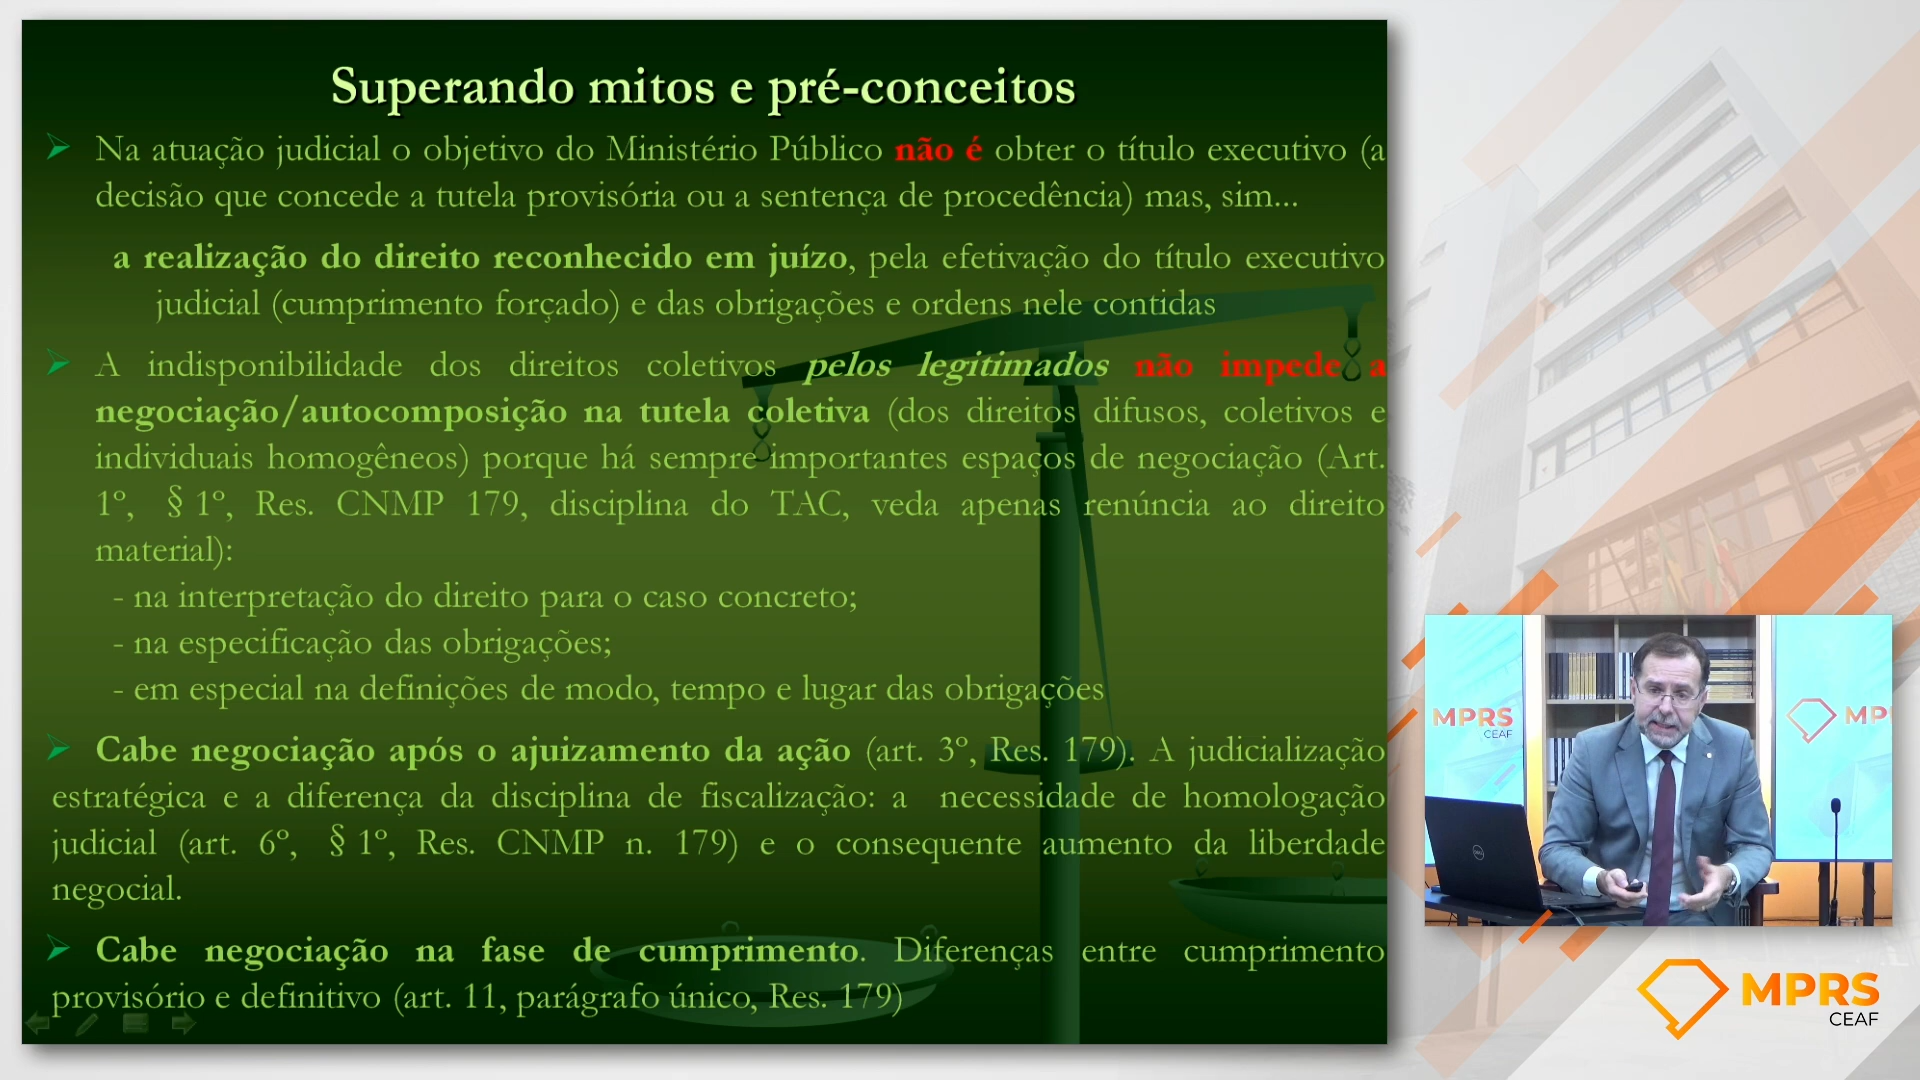 Superando mitos e pré-conceitos
Na atuação judicial o objetivo do Ministério Público não é obter o título executivo (a
decisão que concede a tutela provisória ou a sentença de procedência) mas, sim...
a realização do direito reconhecido em juízo, pela efetivação do título executivo
judicial (cumprimento forçado) e das obrigações e ordens nele contidas
A indisponibilidade dos direitos coletivos pelos legitimados não impede a
negociação/autocomposição na tutela coletiva (dos direitos difusos, coletivos e
individuais homogêneos) porque há sempre importantes espaços de negociação (Art.
1º, § 1º, Res. CNMP 179, disciplina do TAC, veda apenas renúncia ao direito
material):
- na interpretação do direito para o caso concreto;
- na especificação das obrigações;
- em especial na definições de modo, tempo e lugar das obrigações
Cabe negociação após o ajuizamento da ação (art. 3º, Res. 179). A judicialização
estratégica e a diferença da disciplina de fiscalização: a necessidade de homologação
judicial (art. 6º, § 1º, Res. CNMP n. 179) e o consequente aumento da liberdade
negocial.
Cabe negociação na fase de cumprimento. Diferenças entre cumprimento
provisório e definitivo (art. 11, parágrafo único, Res. 179)
MPRS
CEAF
MP
DELL
MPRS
CEAF